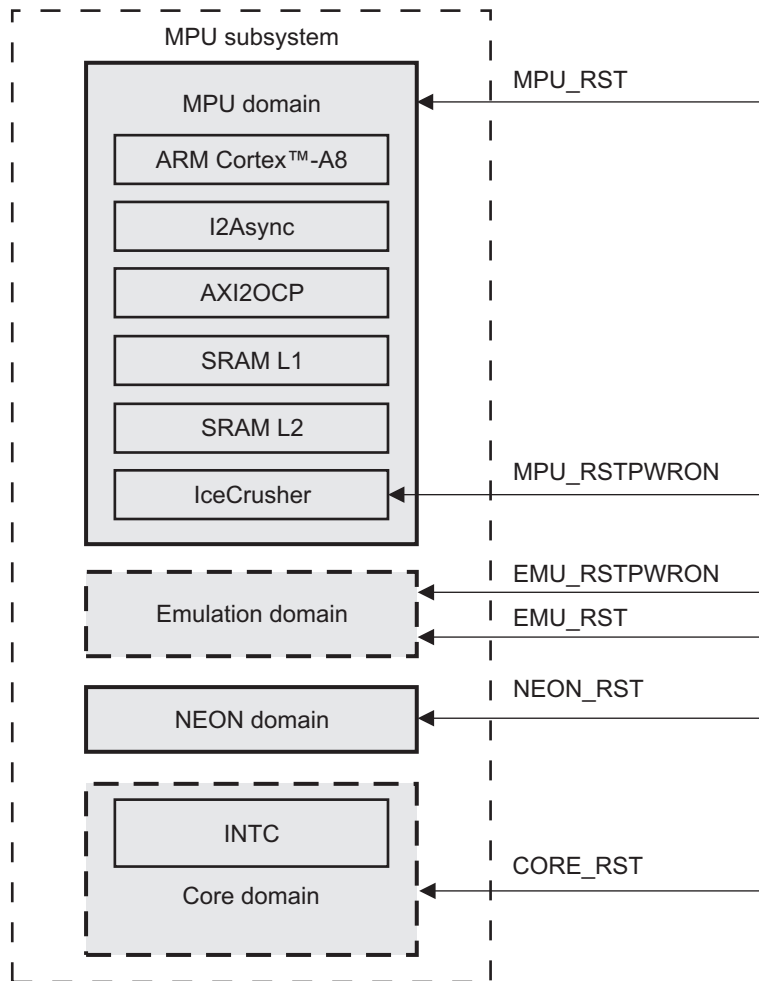 MPU subsystem
MPU domain
MPU_RST
ARM Cortex™-A8
I2Async
AXI2OCP
SRAM L1
SRAM L2
IceCrusher
MPU_RSTPWRON
Emulation domain
EMU_RSTPWRON
EMU_RST
NEON domain
NEON_RST
INTC
Core domain
CORE_RST